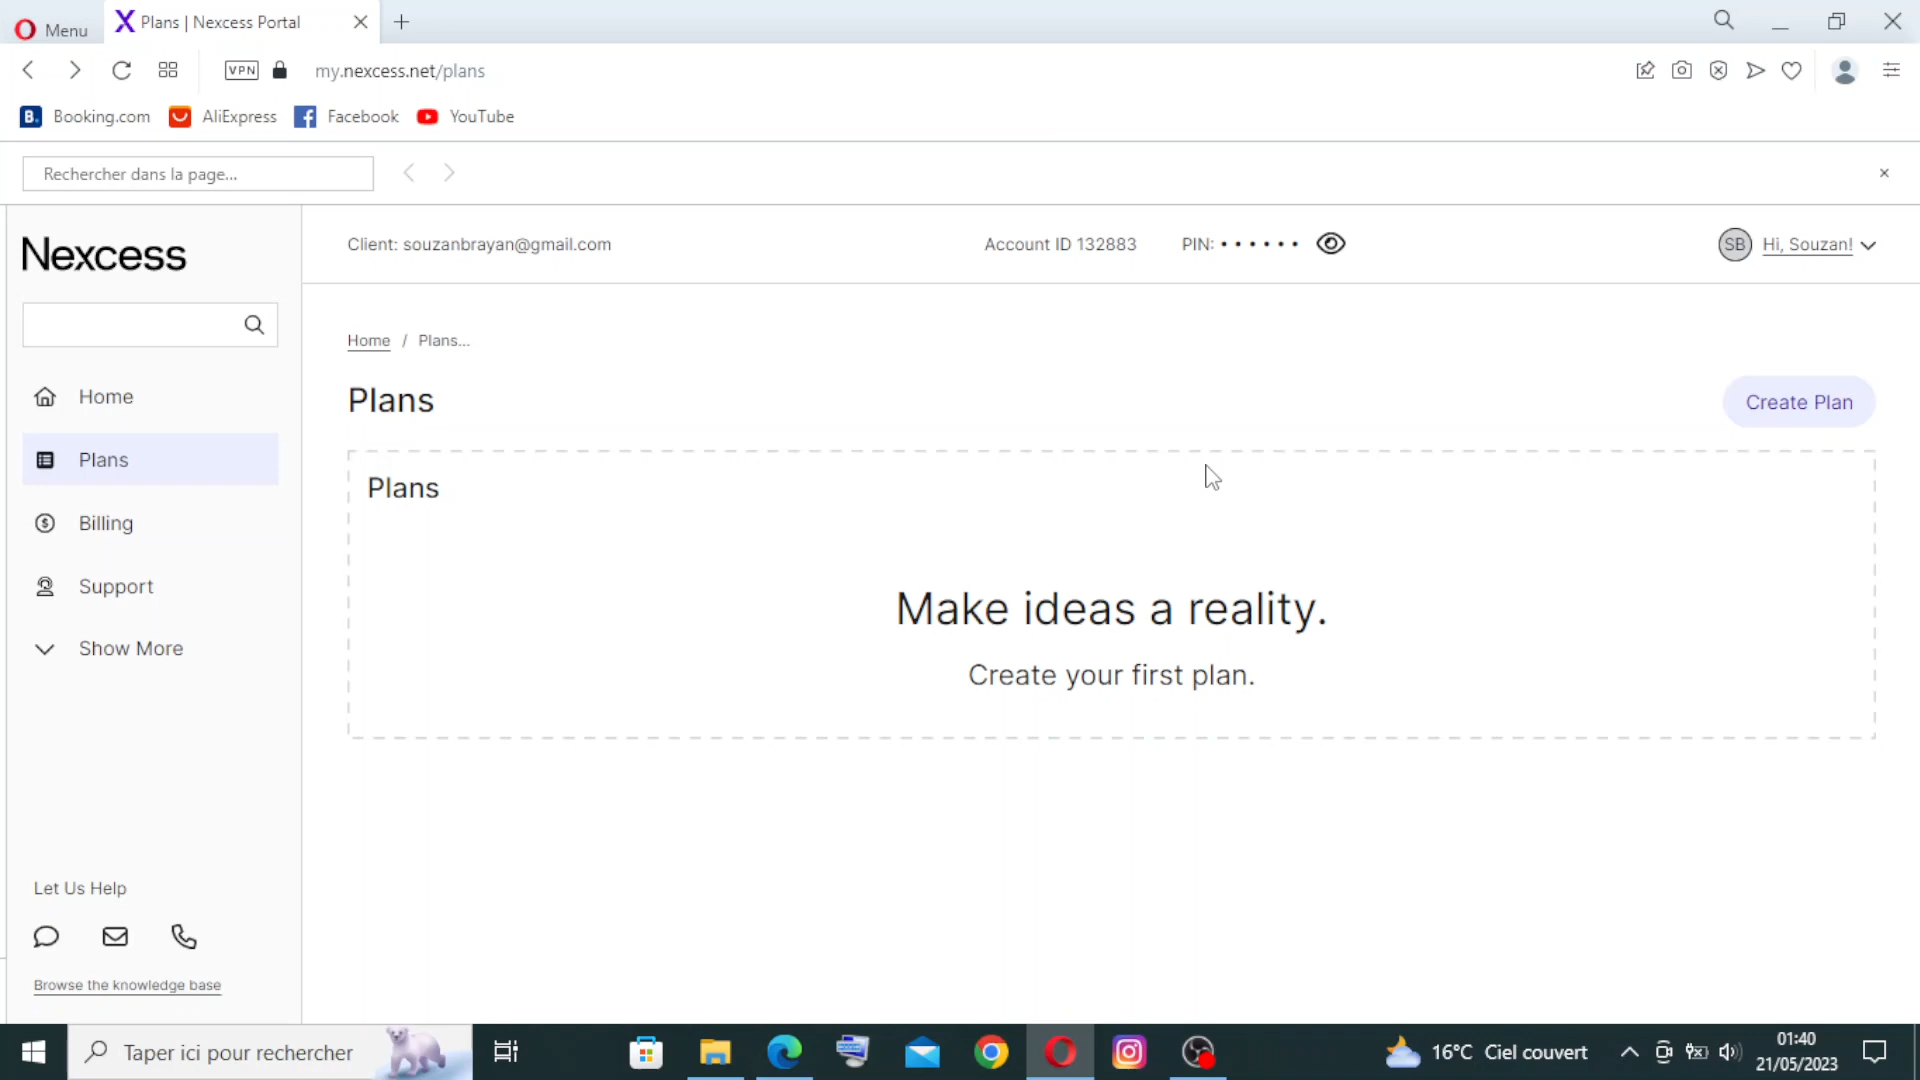 Menu
Plans | Nexcess Portal
VPN
my.nexcess.net/plans
B. Booking.com
AliExpress
Facebook
YouTube
Rechercher dans la page...
Nexcess
Client: souzanbrayan@gmail.com
Account ID 132883
PIN: ••••••
SB Hi, Souzan!
Home / Plans...
Plans
Create Plan
Home
Plans
Billing
Support
Show More
Plans
Make ideas a reality.
Create your first plan.
Let Us Help
Browse the knowledge base
Taper ici pour rechercher
16°C Ciel couvert
01:40
21/05/2023